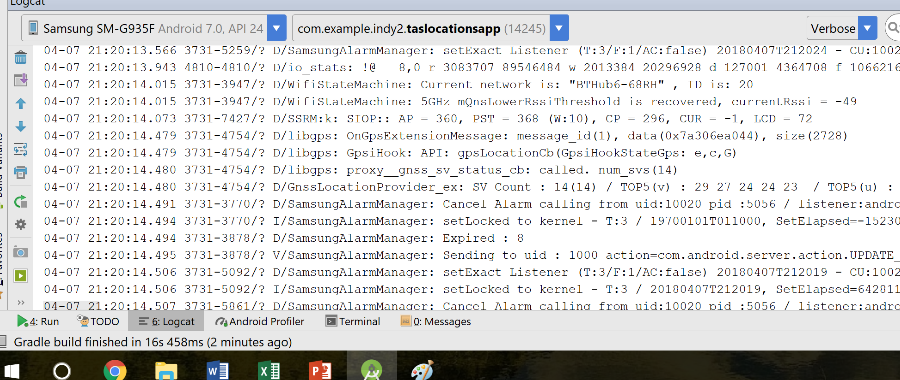 Logcat
Samsung SM-G935F Android 7.0, API 24 com.example.indy2.taslocationsapp (14245) Verbose
04-07 21:20:13.566 3731-5259/? D/SamsungAlarmManager: setExact Listener (T:3/F:1/AC:false) 20180407T212024 - CU:1002
04-07 21:20:13.943 4810-4810/? D/io_stats: !@ 8,0 r 3083707 89546484 w 2013384 20296928 d 127001 4364708 f 1066216
04-07 21:20:14.015 3731-3947/? D/WifiStateMachine: Current network is: "BTHub6-68RH" , ID is: 20
04-07 21:20:14.015 3731-3947/? D/WifiStateMachine: 5GHz mQnsLowerRssiThreshold is recovered, currentRssi = -49
04-07 21:20:14.073 3731-7427/? D/SSRM:k: SIOP:: AP = 360, PST = 368 (W:10), CP = 296, CUR = -1, LCD = 72
04-07 21:20:14.479 3731-4754/? D/libgps: OnGpsExtensionMessage: message_id(1), data(0x7a306ea044), size(2728)
04-07 21:20:14.480 3731-4754/? D/libgps: GpsiHook: API: gpsLocationCb(GpsiHookStateGps: e,c,G)
04-07 21:20:14.480 3731-4754/? D/libgps: proxy__gnss_sv_status_cb: called. num_svs(14)
04-07 21:20:14.480 3731-4754/? D/GnssLocationProvider_ex: SV Count : 14(14) / TOP5(v) : 29 27 24 24 23 / TOP5(u) :
04-07 21:20:14.491 3731-3770/? D/SamsungAlarmManager: Cancel Alarm calling from uid:10020 pid :5056 / listener:andro
04-07 21:20:14.494 3731-3770/? I/SamsungAlarmManager: setLocked to kernel - T:3 / 19700101T011000, SetElapsed=-15230
04-07 21:20:14.494 3731-3878/? D/SamsungAlarmManager: Expired : 8
04-07 21:20:14.495 3731-3878/? V/SamsungAlarmManager: Sending to uid : 1000 action=com.android.server.action.UPDATE_
04-07 21:20:14.506 3731-5092/? D/SamsungAlarmManager: setExact Listener (T:3/F:1/AC:false) 20180407T212019 - CU:1002
04-07 21:20:14.506 3731-5092/? I/SamsungAlarmManager: setLocked to kernel - T:3 / 20180407T212019, SetElapsed=642811
04-07 21:20:14.507 3731-5861/? D/SamsungAlarmManager: Cancel Alarm calling from uid:10020 pid :5056 / listener:andro
4: Run TODO 6: Logcat Android Profiler Terminal 0: Messages
Gradle build finished in 16s 458ms (2 minutes ago)